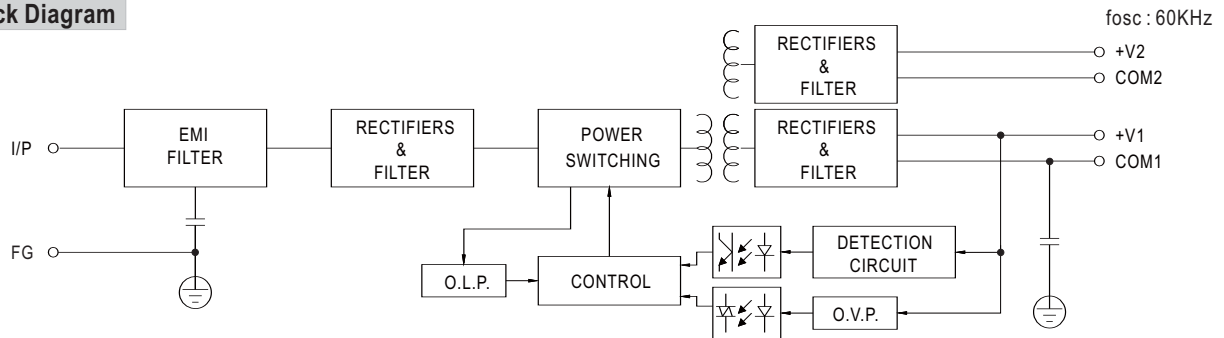 ck Diagram
fosc : 60KHz
RECTIFIERS
&
FILTER
+V2
COM2
I/P
EMI
FILTER
RECTIFIERS
&
FILTER
POWER
SWITCHING
RECTIFIERS
&
FILTER
+V1
COM1
FG
O.L.P.
CONTROL
DETECTION
CIRCUIT
O.V.P.